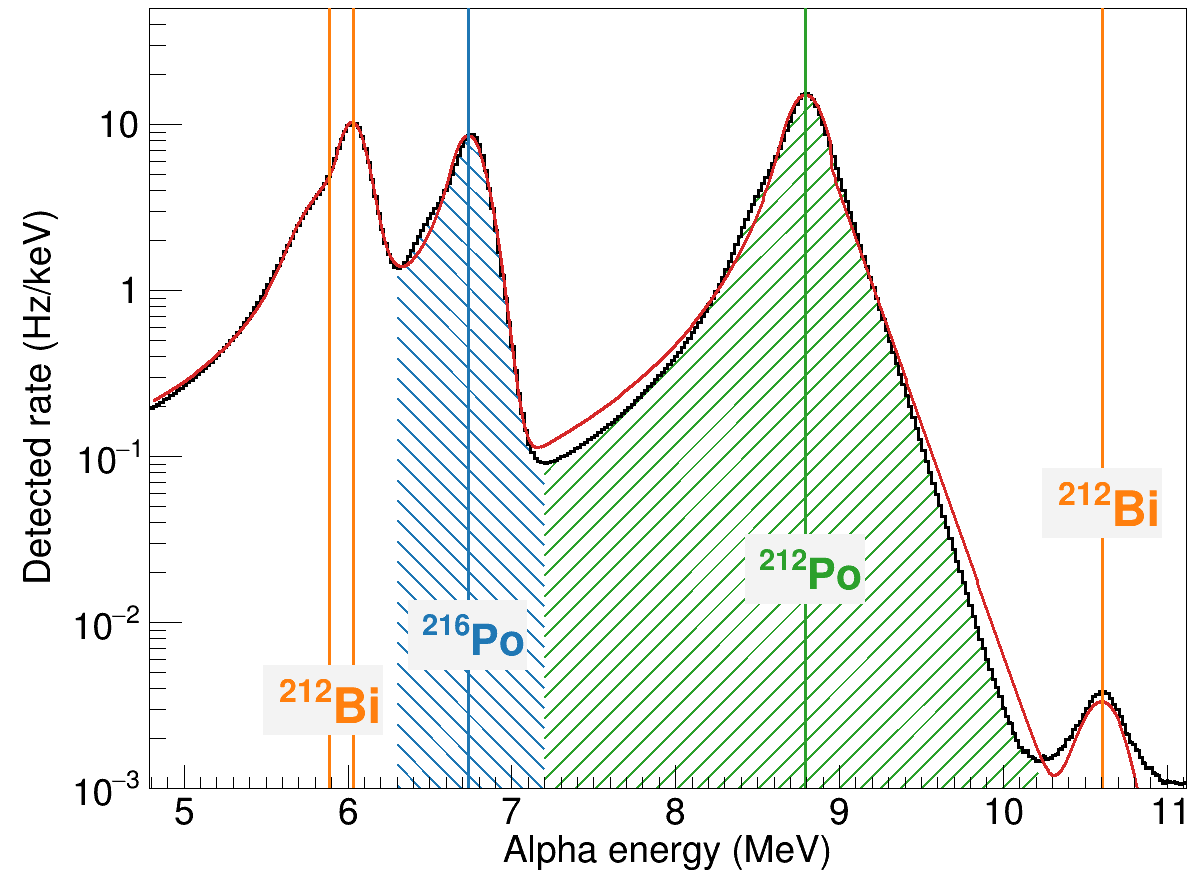 Detected rate (Hz/keV)
10
1
10⁻¹
10⁻²
10⁻³
²¹²Bi
²¹²Po
²¹⁶Po
²¹²Bi
5 6 7 8 9 10 11
Alpha energy (MeV)